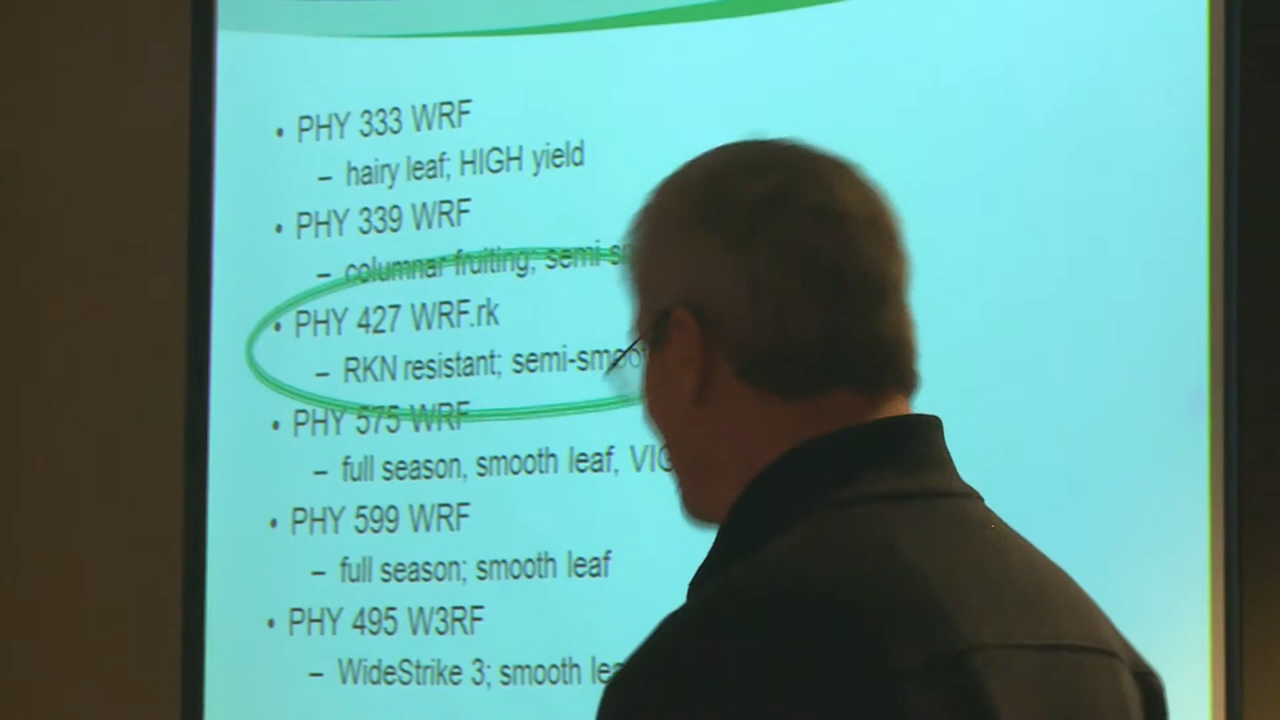 • PHY 333 WRF
– hairy leaf; HIGH yield
• PHY 339 WRF
– columnar fruiting; semi
• PHY 427 WRF.rk
– RKN resistant;
• PHY 575 WRF
– full season, smooth leaf,
• PHY 599 WRF
– full season; smooth leaf
• PHY 495 W3RF
– WideStrike 3; smooth